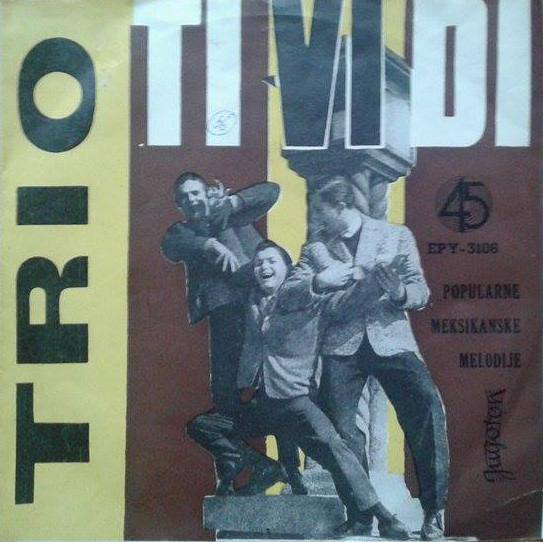 TRIO
TIVIDI
45
EPY-3106
POPULARNE
MEKSIKANSKE
MELODIJE
Jugoton